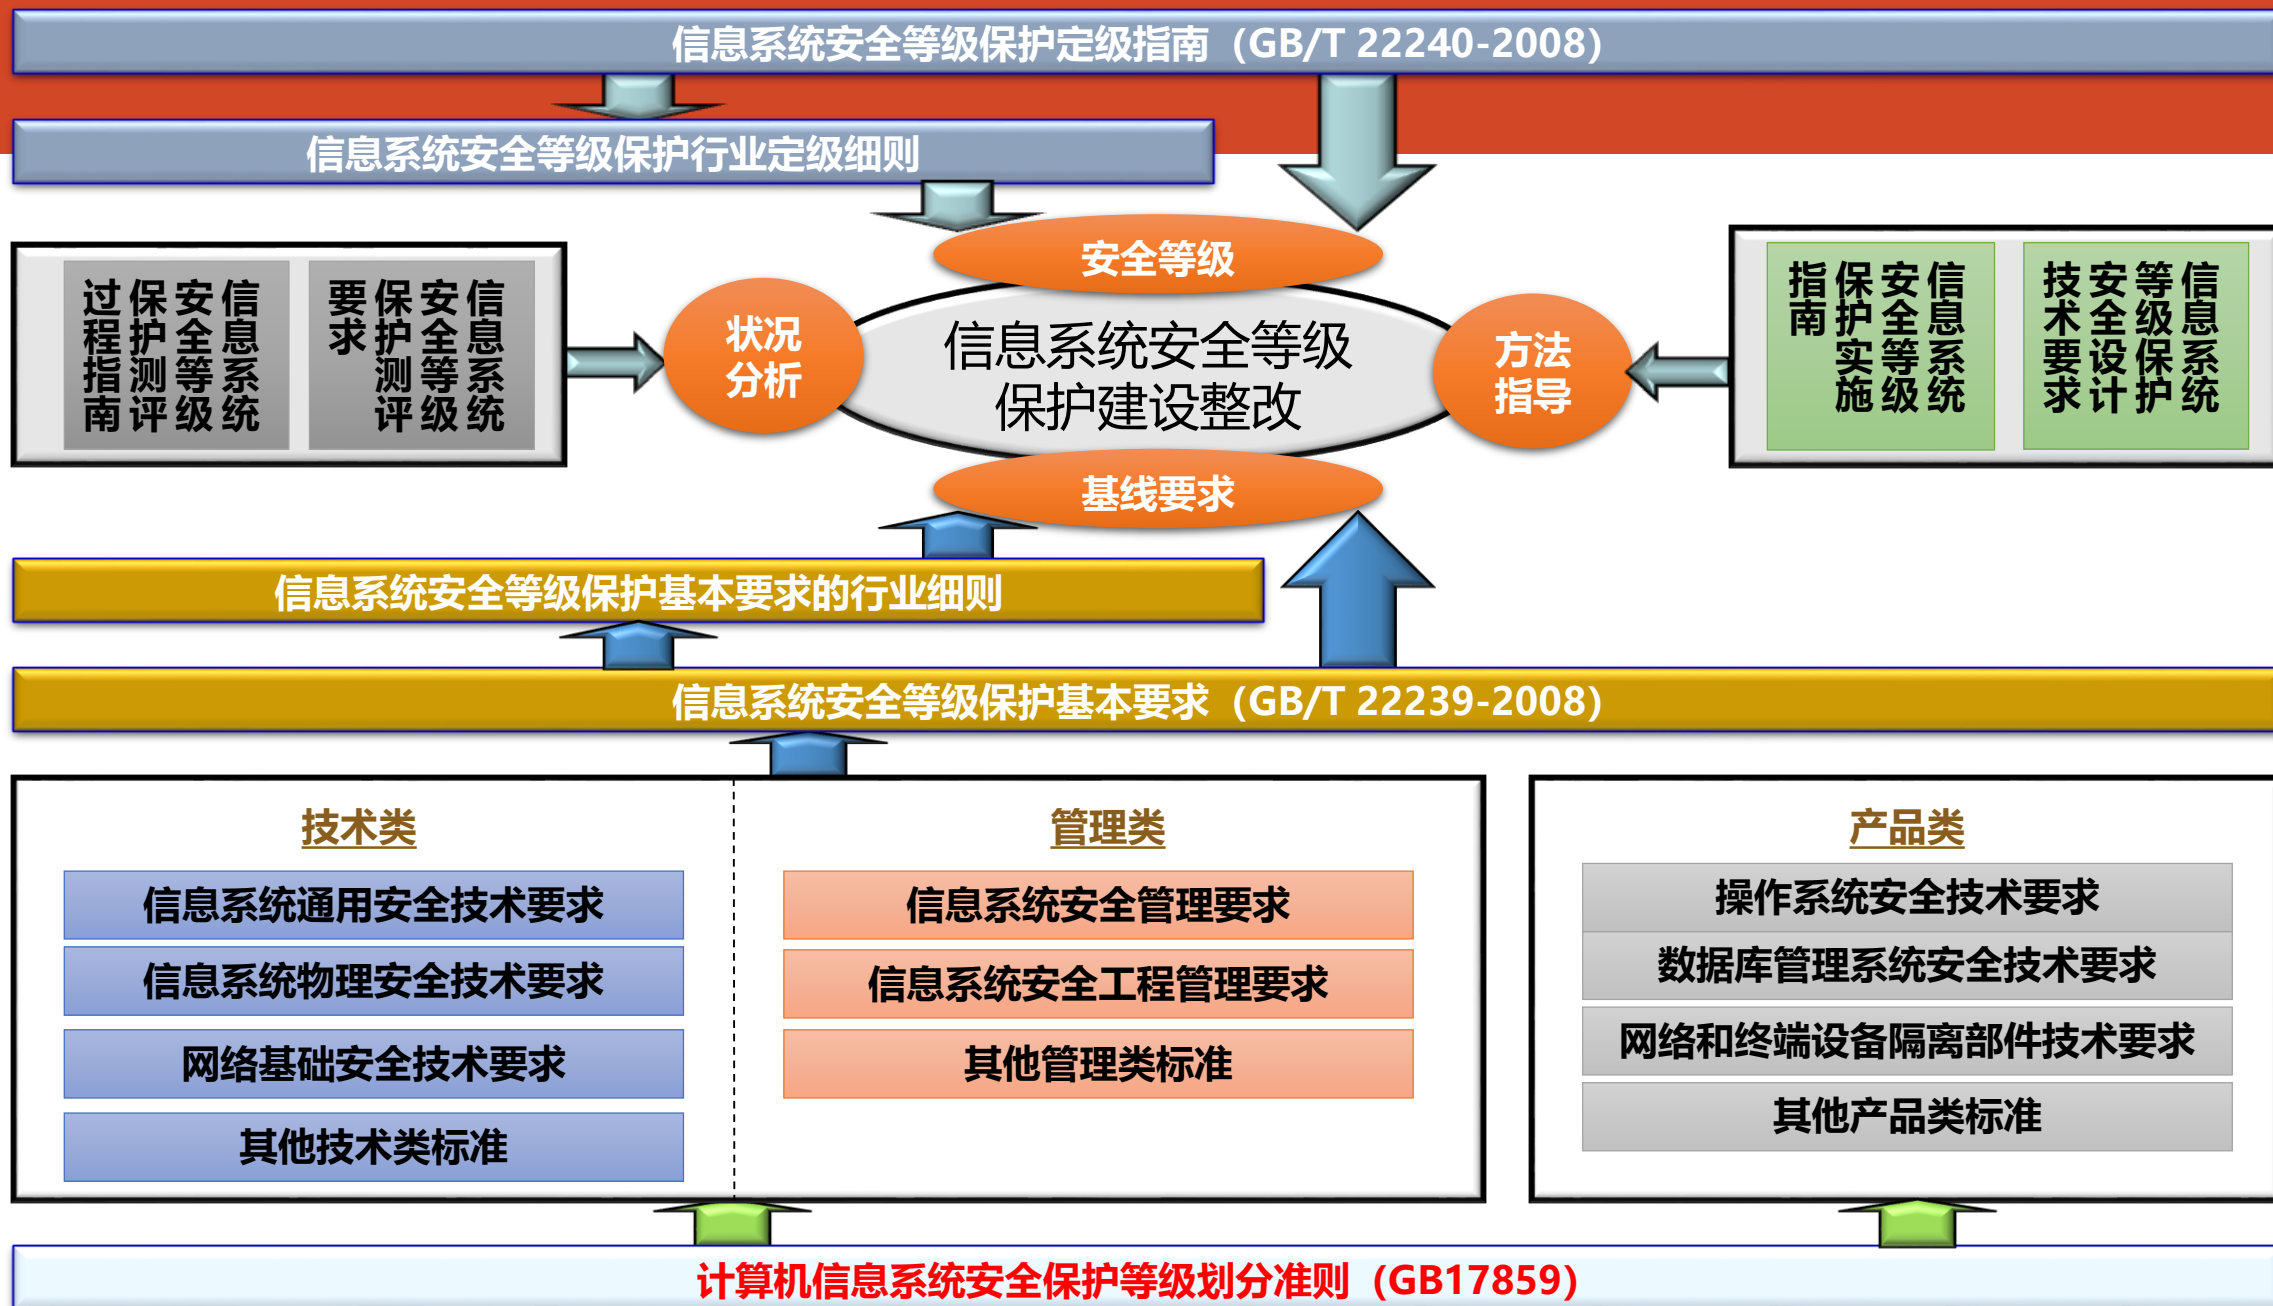 信息系统安全等级保护定级指南（GB/T 22240-2008）
信息系统安全等级保护行业定级细则
安全等级
信息系统
安全等级
保护测评
过程指南
信息系统
安全等级
保护测评
要求
状况
分析
信息系统安全等级
保护建设整改
方法
指导
信息系统
安全等级
保护实施
指南
信息系统
等级保护
安全设计
技术要求
基线要求
信息系统安全等级保护基本要求的行业细则
信息系统安全等级保护基本要求（GB/T 22239-2008）
技术类
信息系统通用安全技术要求
信息系统物理安全技术要求
网络基础安全技术要求
其他技术类标准
管理类
信息系统安全管理要求
信息系统安全工程管理要求
其他管理类标准
产品类
操作系统安全技术要求
数据库管理系统安全技术要求
网络和终端设备隔离部件技术要求
其他产品类标准
计算机信息系统安全保护等级划分准则（GB17859）